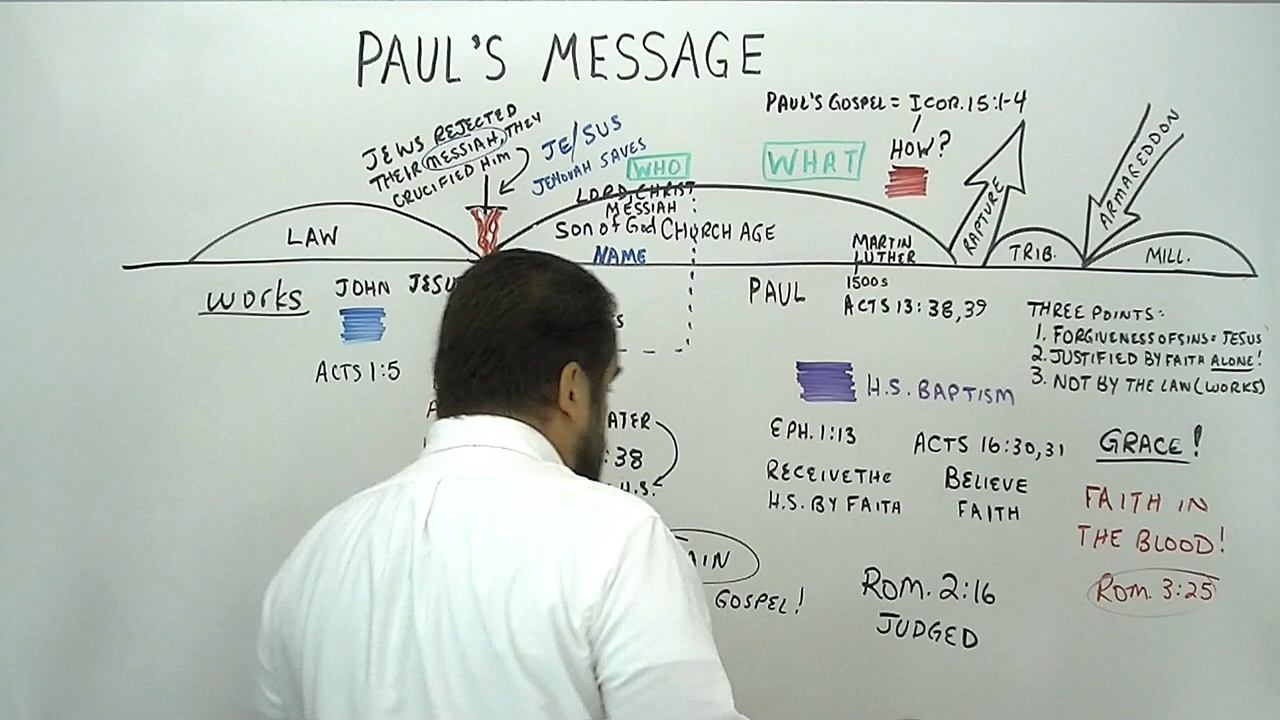 PAUL'S MESSAGE
PAUL'S GOSPEL = I COR. 15:1-4
HOW?
JEWS REJECTED
THEIR MESSIAH, THEY
CRUCIFIED HIM
JE/SUS
JEHOVAH SAVES
WHO
WHAT
LORD, CHRIST
MESSIAH
SON of God
CHURCH AGE
NAME
LAW
MARTIN
LUTHER
1500s
RAPTURE
TRIB.
ARMAGEDDON
MILL.
WORKS
JOHN
JESU
ACTS 1:5
PAUL
ACTS 13:38,39
THREE POINTS:
1. FORGIVENESS OF SINS = JESUS
2. JUSTIFIED BY FAITH ALONE!
3. NOT BY THE LAW (WORKS)
H.S. BAPTISM
ATER
:38
H.S.
EPH. 1:13
RECEIVE THE
H.S. BY FAITH
ACTS 16:30,31
BELIEVE
FAITH
GRACE!
FAITH IN
THE BLOOD!
ROM. 3:25
AIN
GOSPEL!
ROM. 2:16
JUDGED